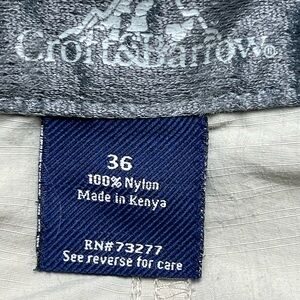 Croft&Barrow®
36
100% Nylon
Made in Kenya
RN#73277
See reverse for care